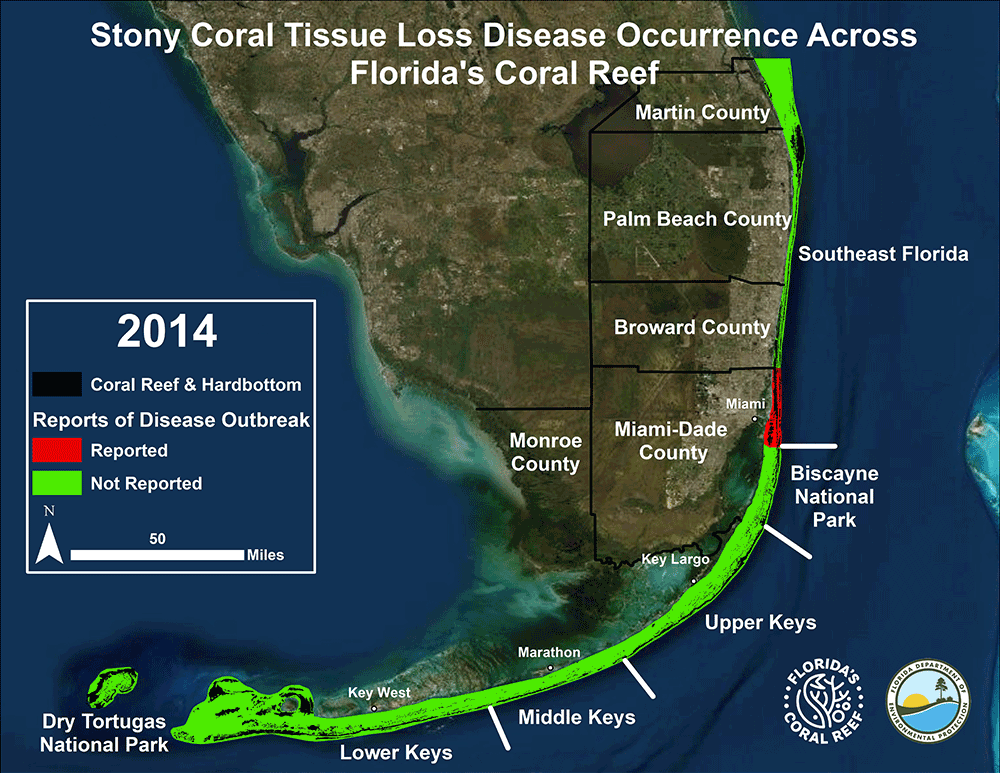 Stony Coral Tissue Loss Disease Occurrence Across
Florida's Coral Reef
Martin County
Palm Beach County
Southeast Florida
Broward County
2014
Coral Reef & Hardbottom
Reports of Disease Outbreak
Reported
Not Reported
N
50
Miles
Miami
Monroe
County
Miami-Dade
County
Biscayne
National
Park
Key Largo
Upper Keys
Marathon
Middle Keys
Key West
Lower Keys
Dry Tortugas
National Park
FLORIDA'S
CORAL REEF
FLORIDA DEPARTMENT OF
ENVIRONMENTAL PROTECTION